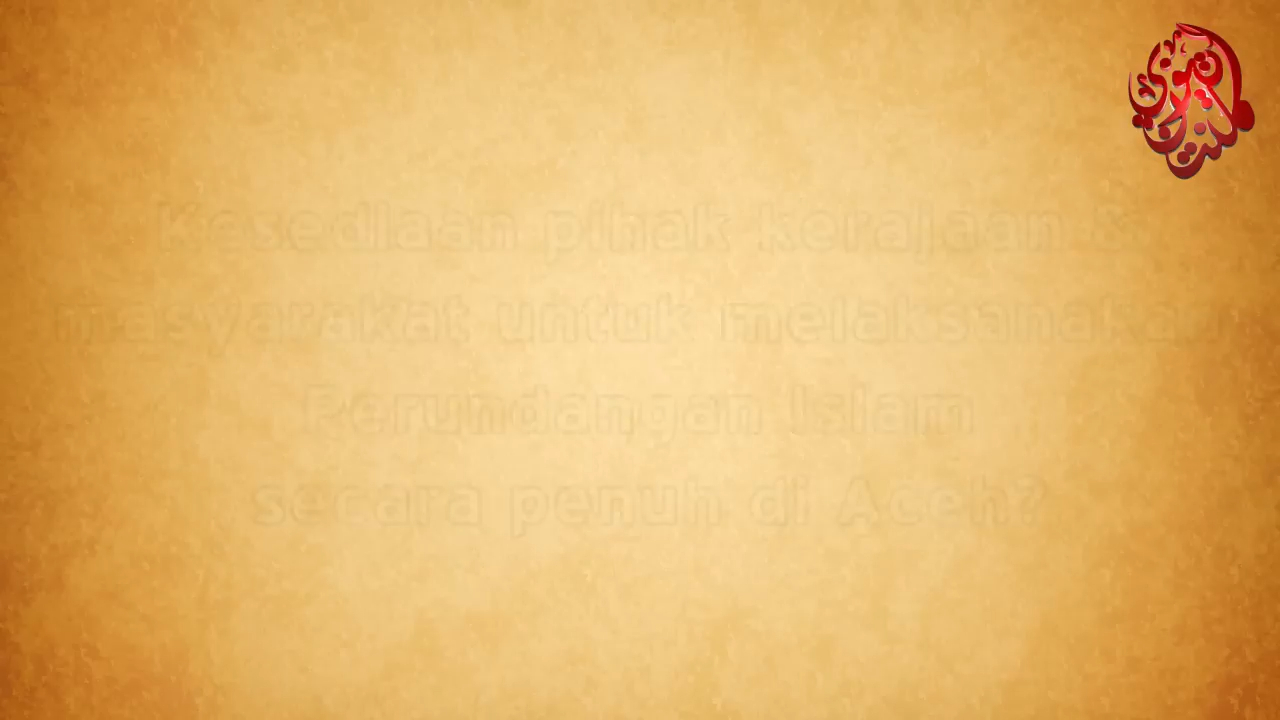 Kesediaan pihak kerajaan &
masyarakat untuk melaksanakan
Perundangan Islam
secara penuh di Aceh?